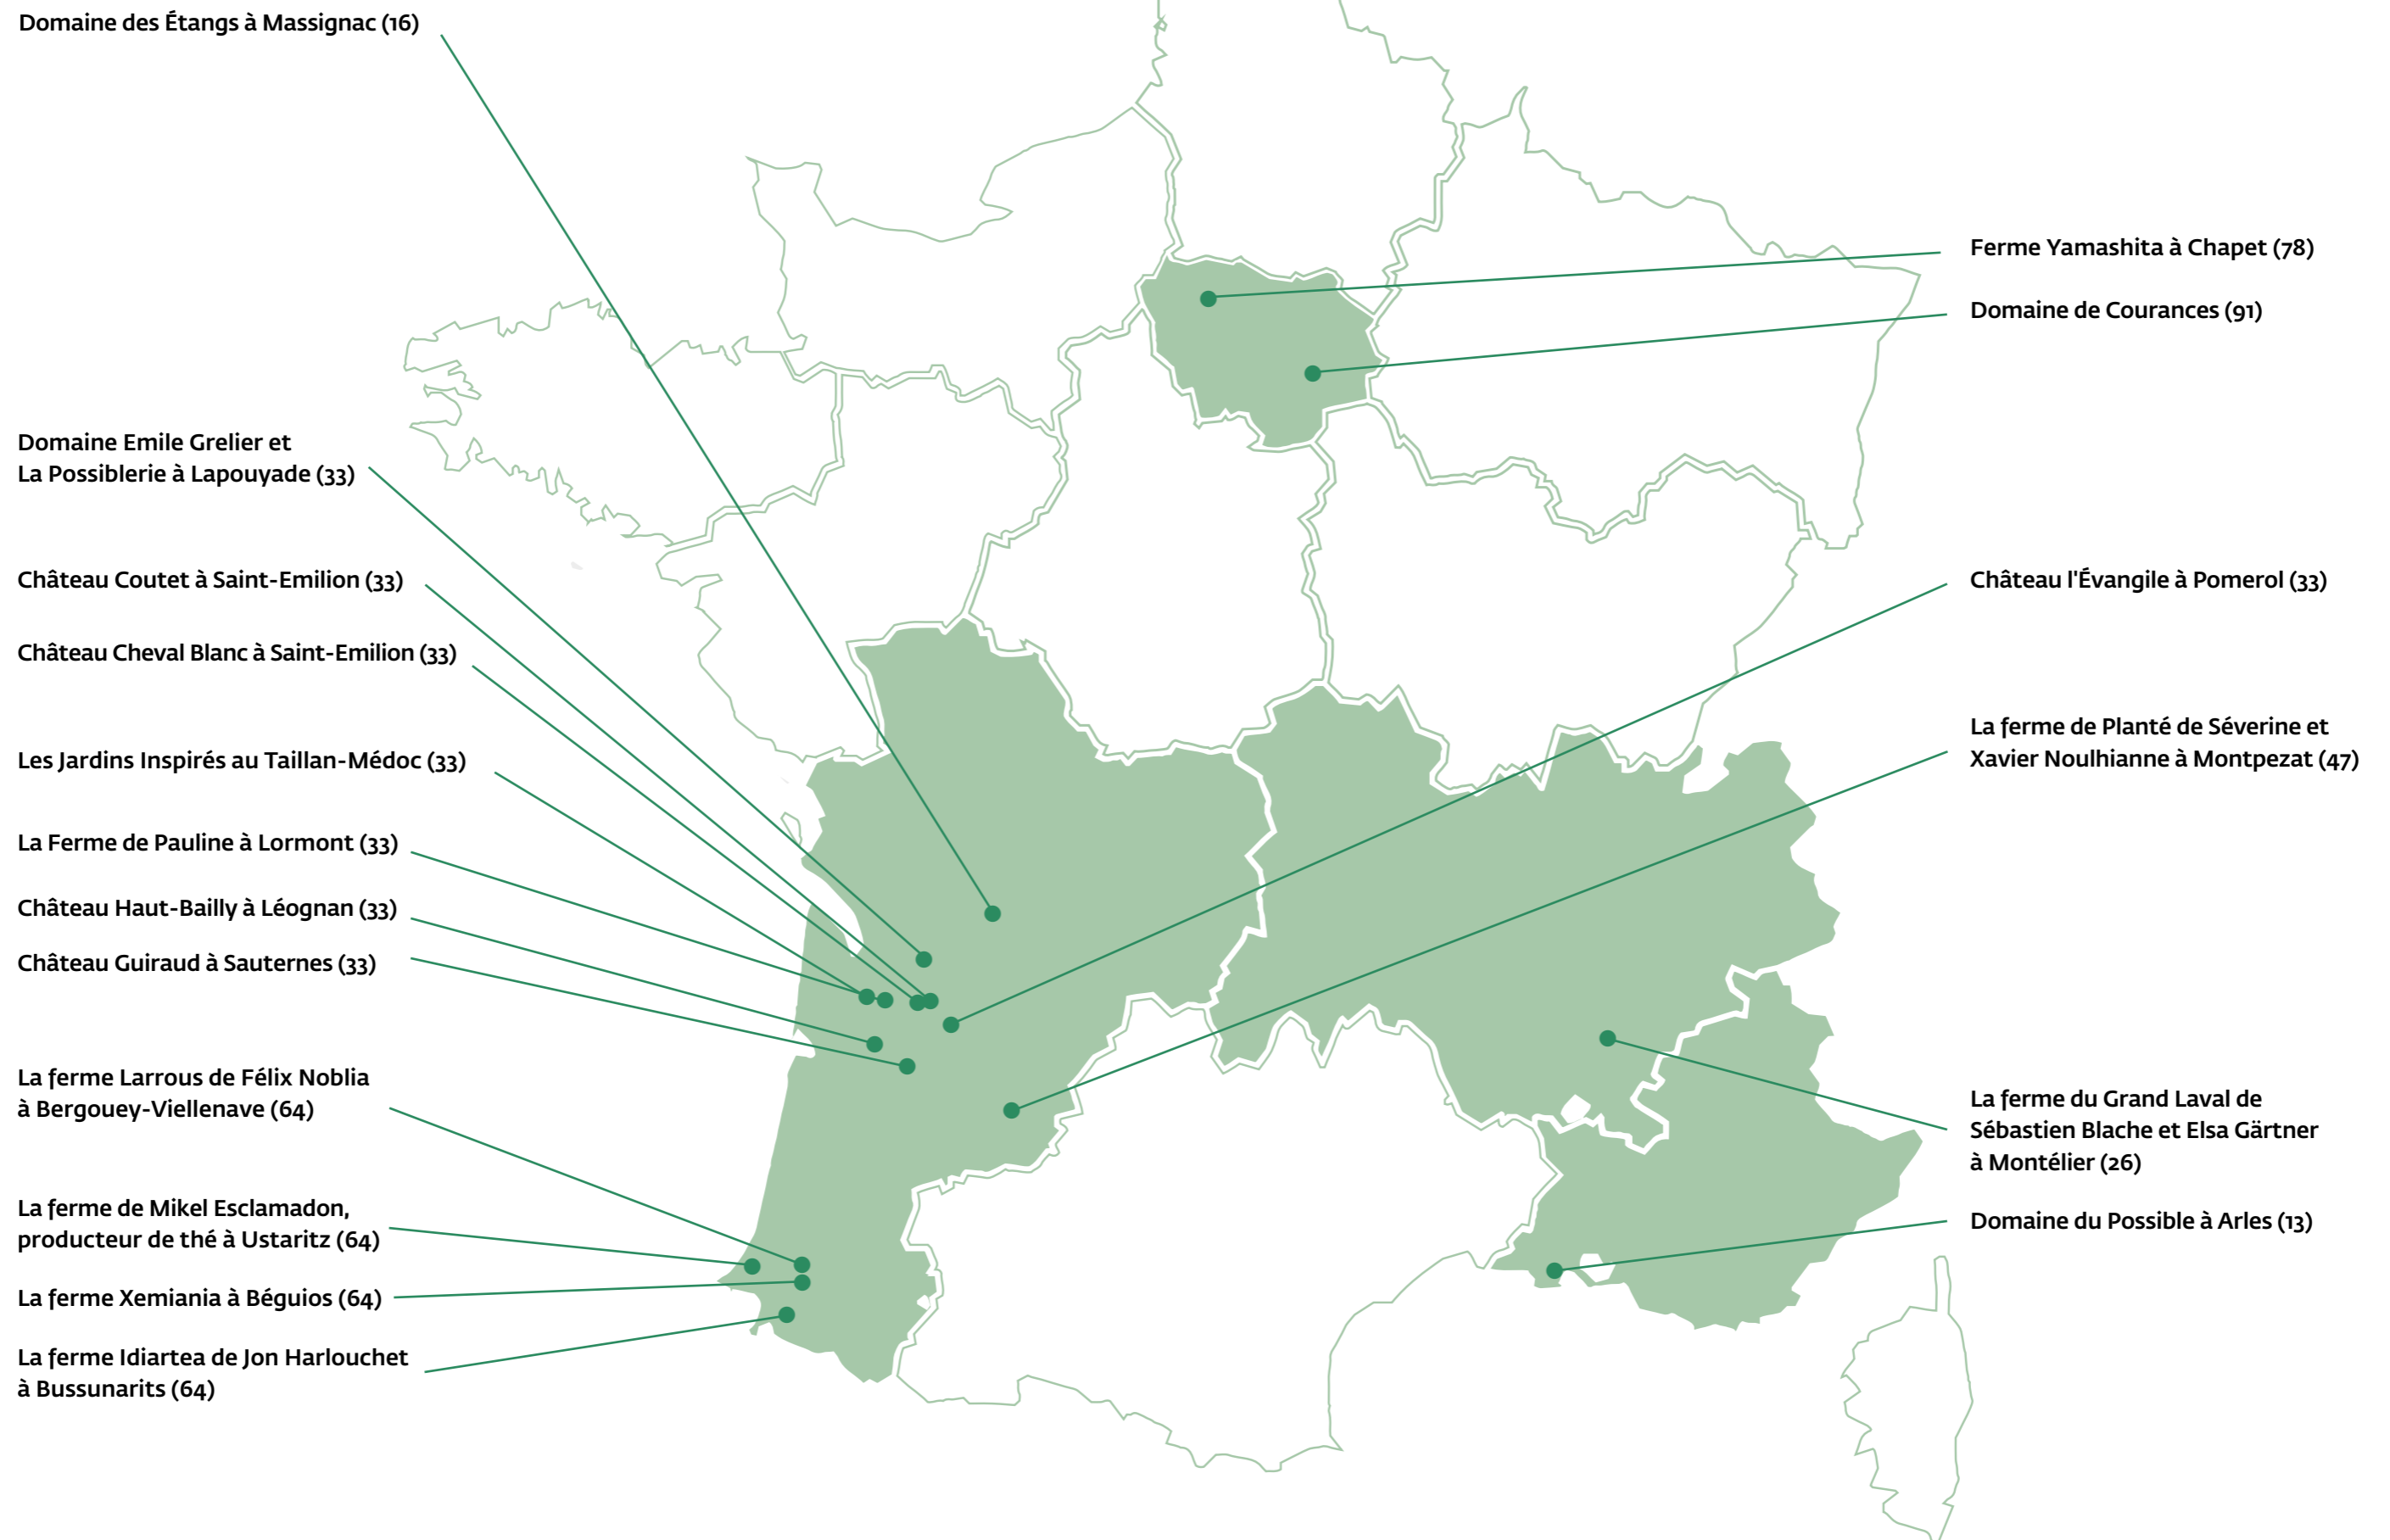 Domaine des Étangs à Massignac (16)
Domaine Emile Grelier et
La Possiblerie à Lapouyade (33)
Château Coutet à Saint-Emilion (33)
Château Cheval Blanc à Saint-Emilion (33)
Les Jardins Inspirés au Taillan-Médoc (33)
La Ferme de Pauline à Lormont (33)
Château Haut-Bailly à Léognan (33)
Château Guiraud à Sauternes (33)
La ferme Larrous de Félix Noblia
à Bergouey-Viellenave (64)
La ferme de Mikel Esclamadon,
producteur de thé à Ustaritz (64)
La ferme Xemiania à Béguios (64)
La ferme Idiartea de Jon Harlouchet
à Bussunarits (64)
Ferme Yamashita à Chapet (78)
Domaine de Courances (91)
Château l'Évangile à Pomerol (33)
La ferme de Planté de Séverine et
Xavier Noulhianne à Montpezat (47)
La ferme du Grand Laval de
Sébastien Blache et Elsa Gärtner
à Montélier (26)
Domaine du Possible à Arles (13)